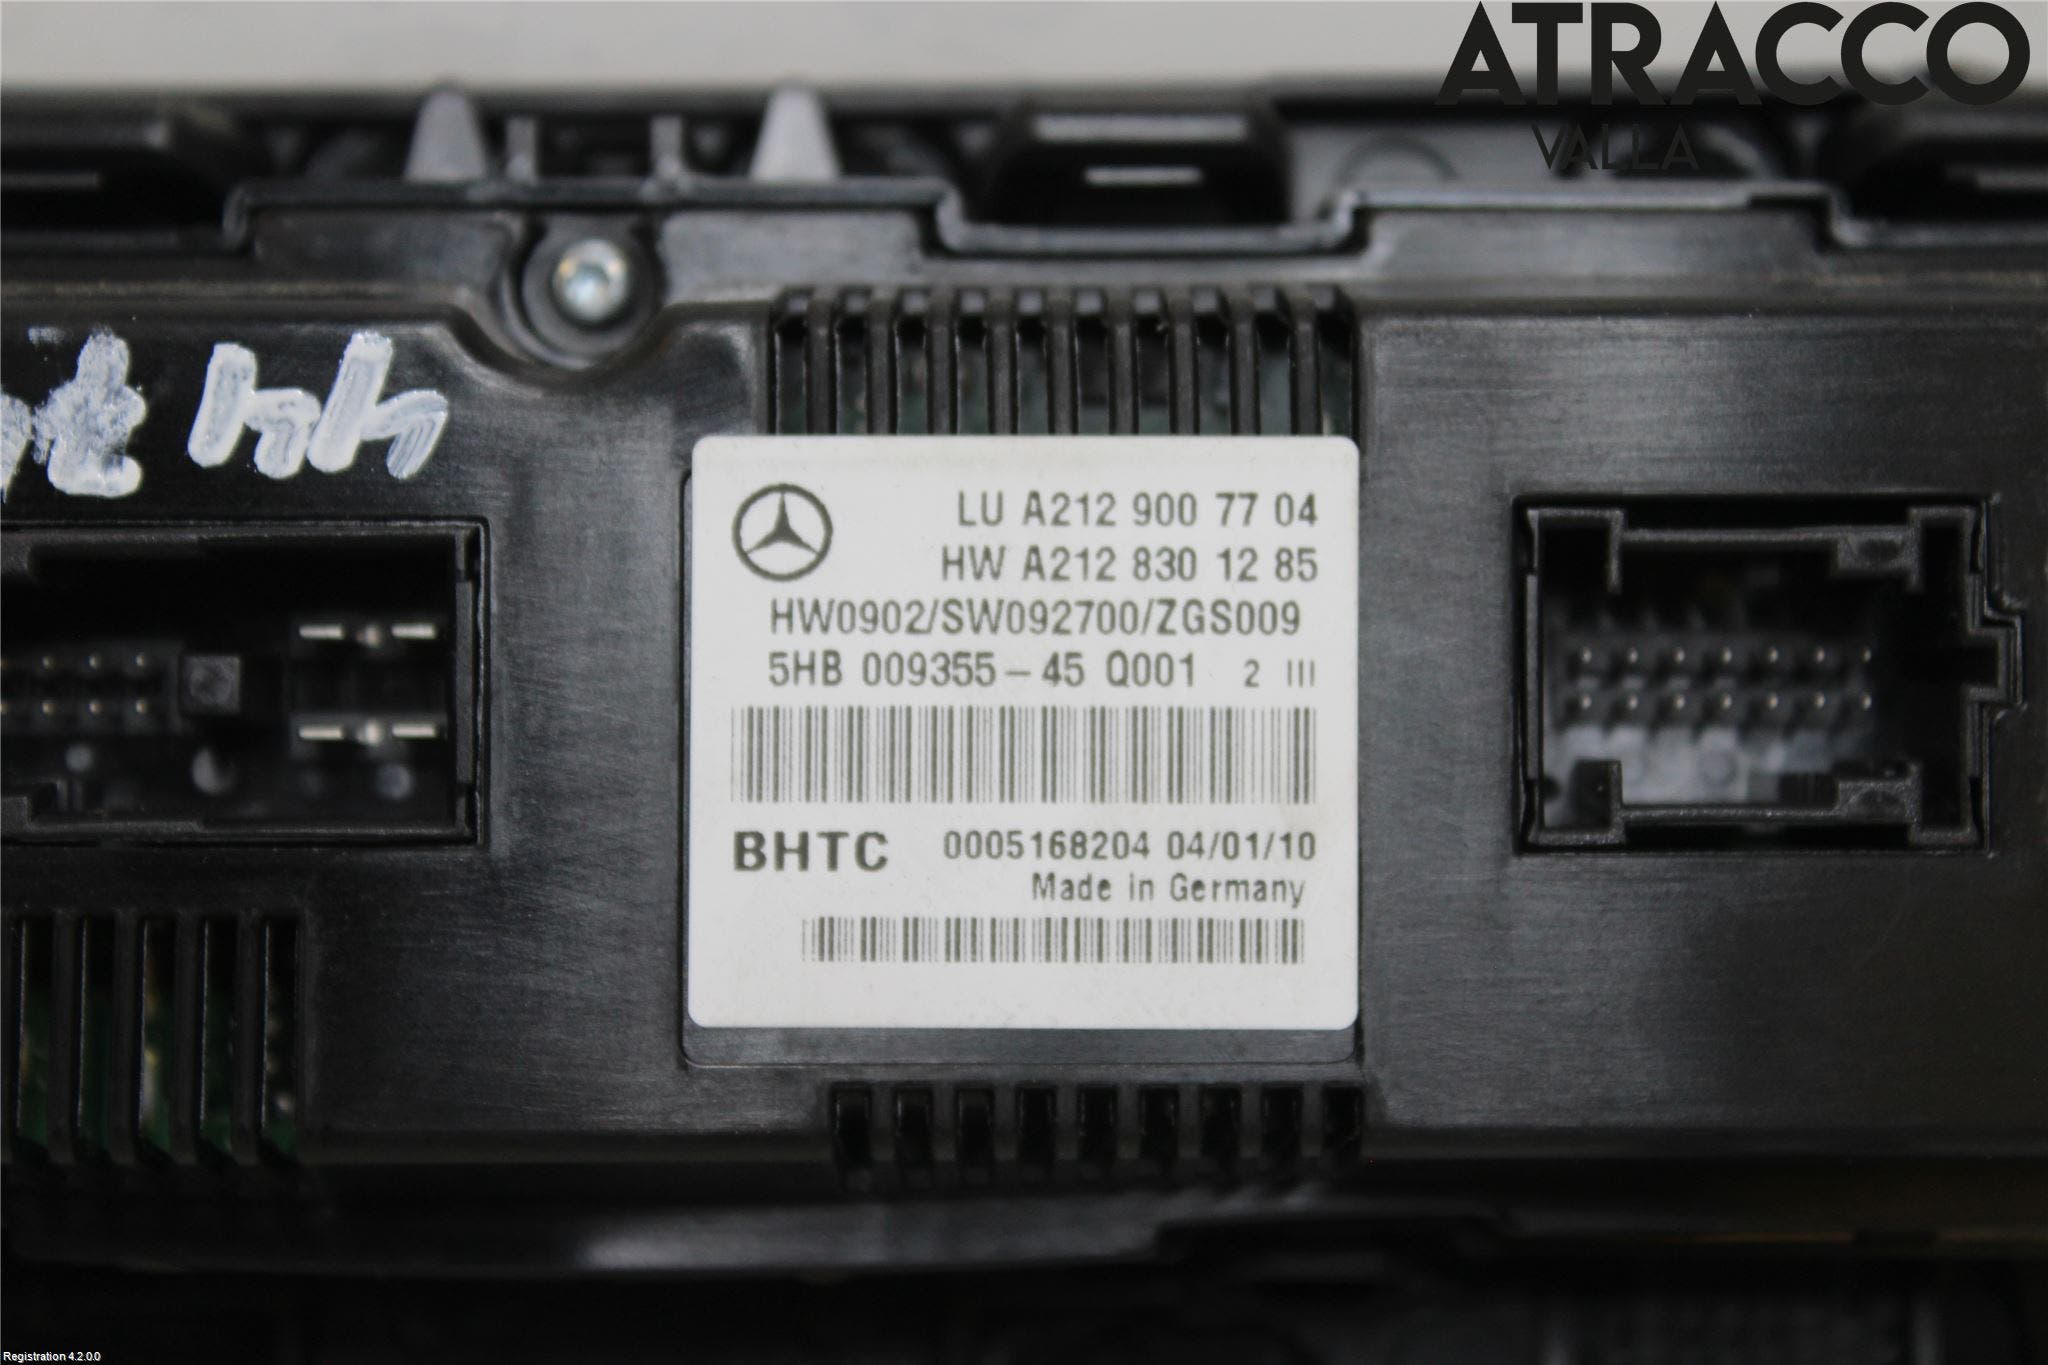 ATRACCO
VALLA
LU A212 900 77 04
HW A212 830 12 85
HW0902/SW092700/ZGS009
5HB 009355-45 Q001 2 III
BHTC 0005168204 04/01/10
Made in Germany
Registration 4.2.0.0